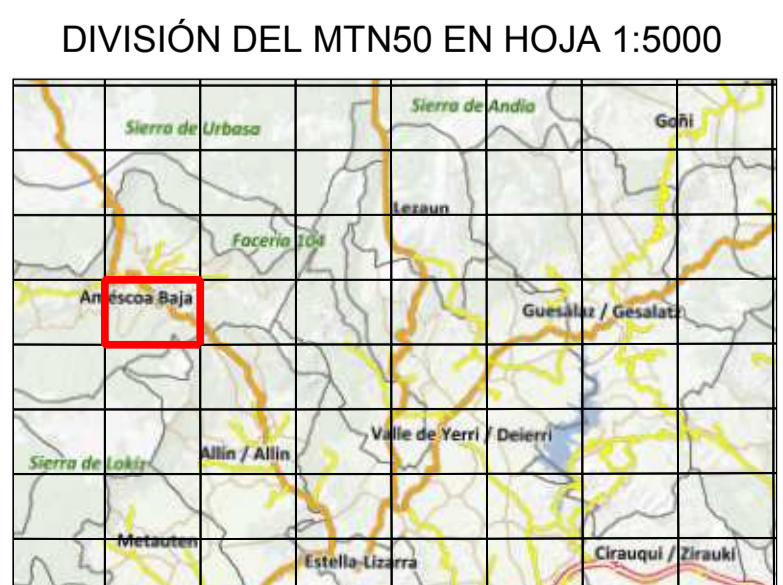 DIVISIÓN DEL MTN50 EN HOJA 1:5000
Sierra de Andia
Goñi
Sierra de Urbasa
Lezaun
Facería 104
Améscoa Baja
Guesálaz / Gesalatz
Valle de Yerri / Deierri
Allín / Allin
Sierra de Lokiz
Metauten
Estella-Lizarra
Cirauqui / Zirauki